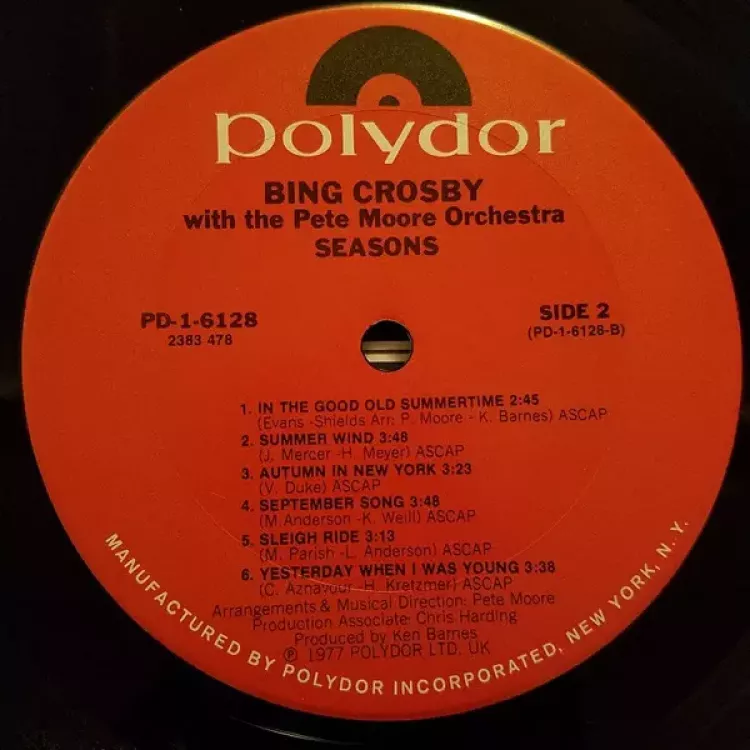 polydor
BING CROSBY
with the Pete Moore Orchestra
SEASONS
PD-1-6128
2383 478
SIDE 2
(PD-1-6128-B)
1. IN THE GOOD OLD SUMMERTIME 2:45
(Evans -Shields Arr: P. Moore - K. Barnes) ASCAP
2. SUMMER WIND 3:48
(J. Mercer -H. Meyer) ASCAP
3. AUTUMN IN NEW YORK 3:23
(V. Duke) ASCAP
4. SEPTEMBER SONG 3:48
(M. Anderson -K. Weill) ASCAP
5. SLEIGH RIDE 3:13
(M. Parish -L. Anderson) ASCAP
6. YESTERDAY WHEN I WAS YOUNG 3:38
(C. Aznavour -H. Kretzmer) ASCAP
Arrangements & Musical Direction: Pete Moore
Production Associate: Chris Harding
Produced by Ken Barnes
℗ 1977 POLYDOR LTD. UK
MANUFACTURED BY POLYDOR INCORPORATED, NEW YORK, N. Y.